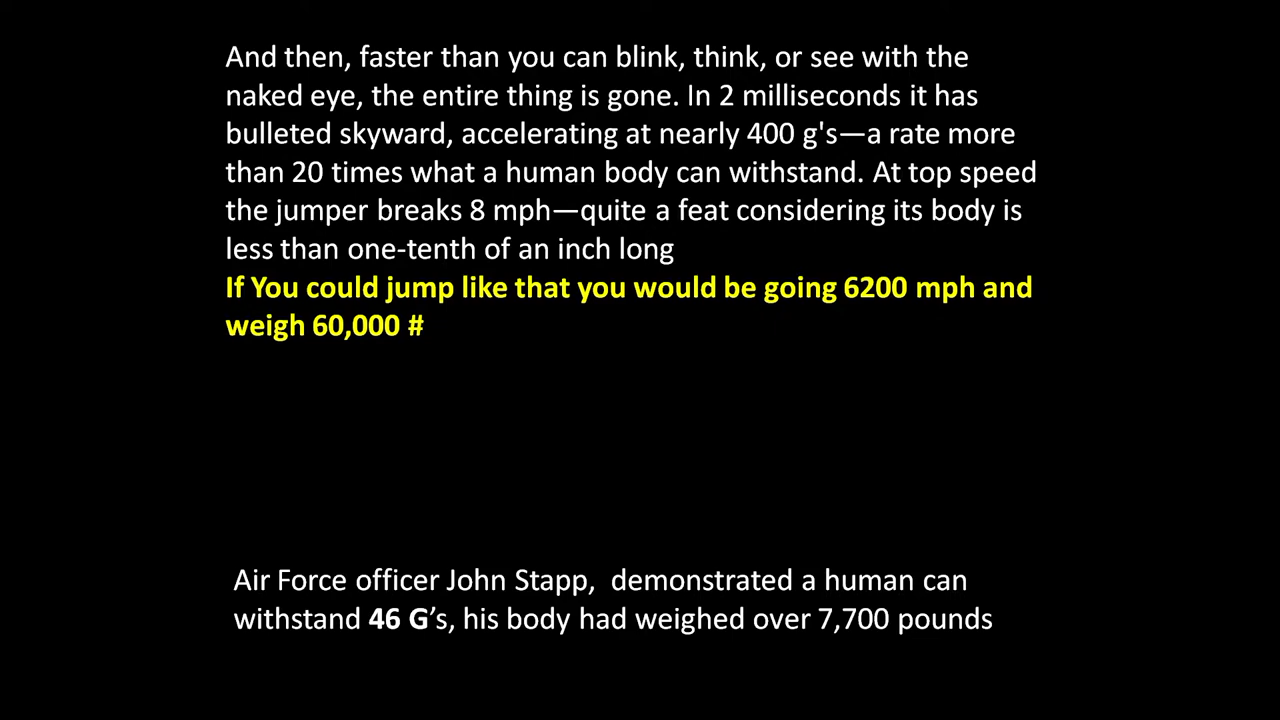 And then, faster than you can blink, think, or see with the
naked eye, the entire thing is gone. In 2 milliseconds it has
bulleted skyward, accelerating at nearly 400 g's—a rate more
than 20 times what a human body can withstand. At top speed
the jumper breaks 8 mph—quite a feat considering its body is
less than one-tenth of an inch long
If You could jump like that you would be going 6200 mph and
weigh 60,000 #
Air Force officer John Stapp,  demonstrated a human can
withstand 46 G’s, his body had weighed over 7,700 pounds